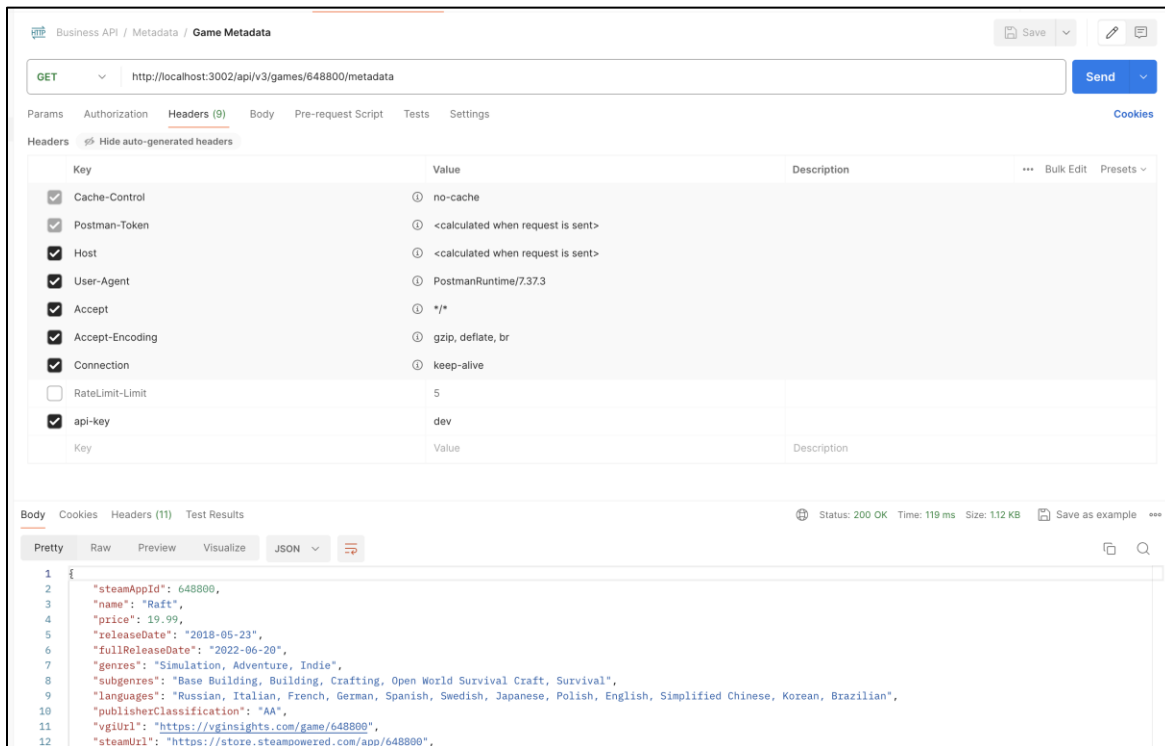 HTTP Business API / Metadata / Game Metadata Save
GET http://localhost:3002/api/v3/games/648800/metadata Send
Params Authorization Headers (9) Body Pre-request Script Tests Settings Cookies
Headers Hide auto-generated headers
Key Value Description ••• Bulk Edit Presets
Cache-Control no-cache
Postman-Token <calculated when request is sent>
Host <calculated when request is sent>
User-Agent PostmanRuntime/7.37.3
Accept */*
Accept-Encoding gzip, deflate, br
Connection keep-alive
RateLimit-Limit 5
api-key dev
Key Value Description
Body Cookies Headers (11) Test Results Status: 200 OK Time: 119 ms Size: 1.12 KB Save as example
Pretty Raw Preview Visualize JSON
1 {
2 "steamAppId": 648800,
3 "name": "Raft",
4 "price": 19.99,
5 "releaseDate": "2018-05-23",
6 "fullReleaseDate": "2022-06-20",
7 "genres": "Simulation, Adventure, Indie",
8 "subgenres": "Base Building, Building, Crafting, Open World Survival Craft, Survival",
9 "languages": "Russian, Italian, French, German, Spanish, Swedish, Japanese, Polish, English, Simplified Chinese, Korean, Brazilian",
10 "publisherClassification": "AA",
11 "vgiUrl": "https://vginsights.com/game/648800",
12 "steamUrl": "https://store.steampowered.com/app/648800",